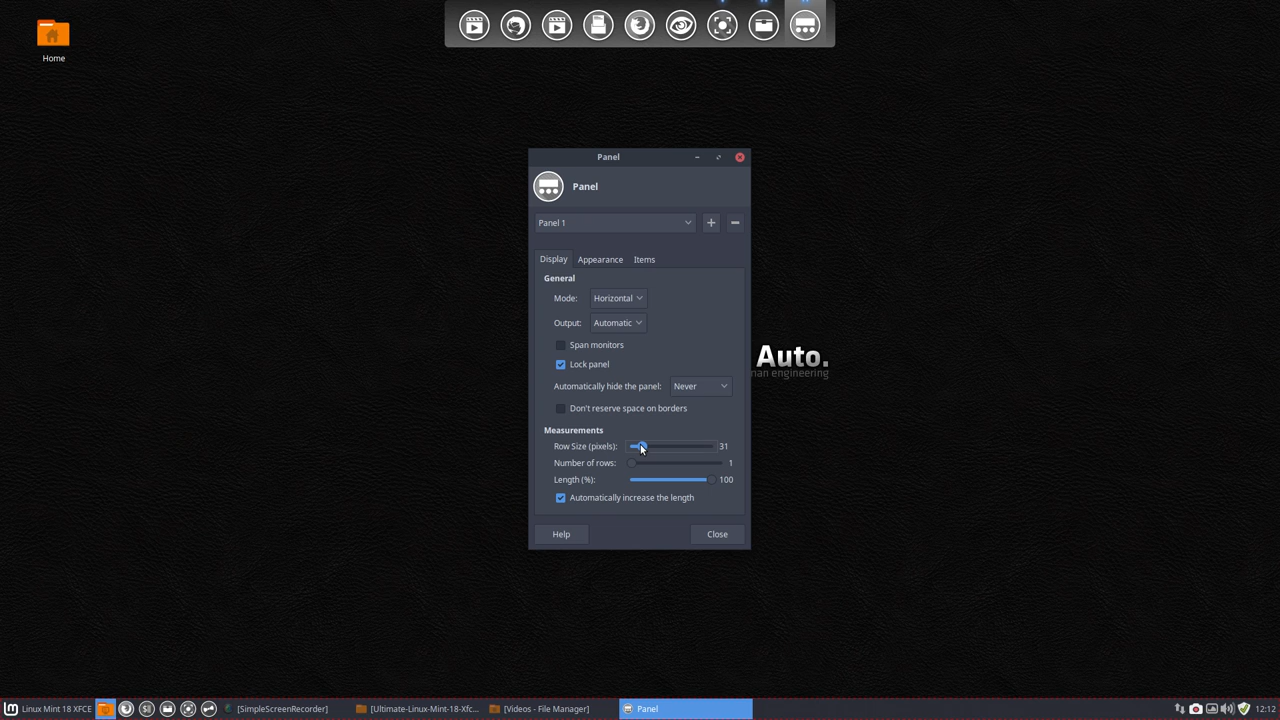 Home
Panel
Panel
Panel 1
Display Appearance Items
General
Mode: Horizontal
Output: Automatic
Span monitors
Lock panel
Automatically hide the panel: Never
Don't reserve space on borders
Measurements
Row Size (pixels): 31
Number of rows: 1
Length (%): 100
Automatically increase the length
Help Close
Auto.
an engineering
Linux Mint 18 XFCE [SimpleScreenRecorder] [Ultimate-Linux-Mint-18-Xfc... [Videos - File Manager] Panel 12:12